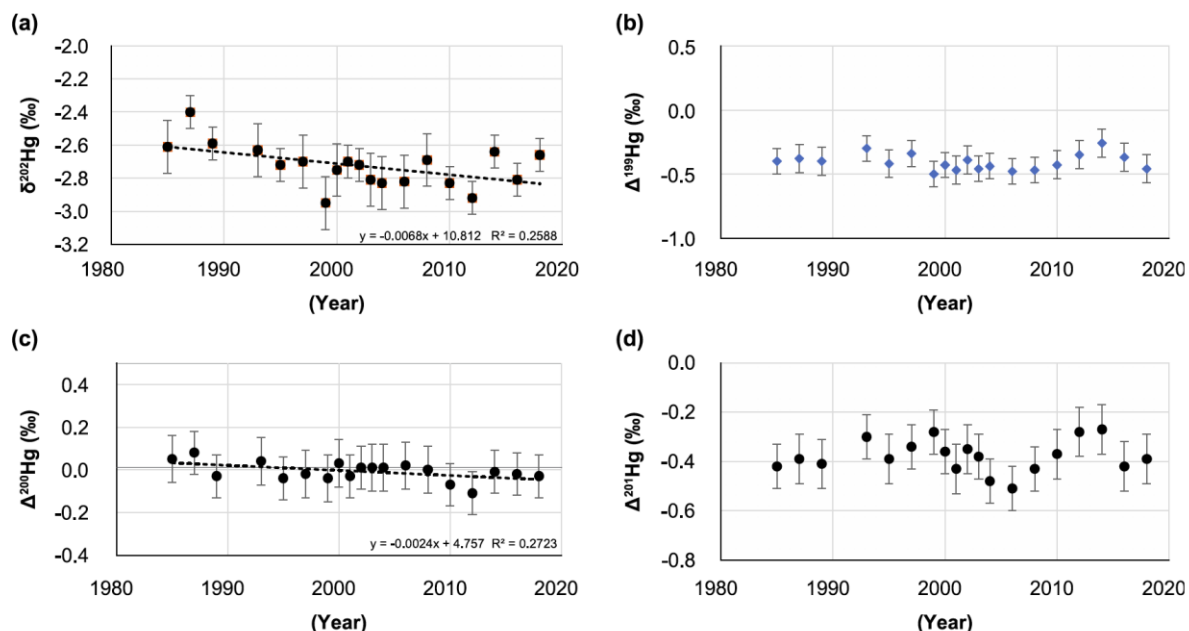 (a)
-2.0
-2.2
-2.4
-2.6
-2.8
-3.0
-3.2
δ²⁰²Hg (‰)
y = -0.0068x + 10.812 R² = 0.2588
1980 1990 2000 2010 2020
(Year)
(b)
0.5
0.0
-0.5
-1.0
Δ¹⁹⁹Hg (‰)
1980 1990 2000 2010 2020
(Year)
(c)
0.4
0.2
0.0
-0.2
-0.4
Δ²⁰⁰Hg (‰)
y = -0.0024x + 4.757 R² = 0.2723
1980 1990 2000 2010 2020
(Year)
(d)
0.0
-0.2
-0.4
-0.6
-0.8
Δ²⁰¹Hg (‰)
1980 1990 2000 2010 2020
(Year)